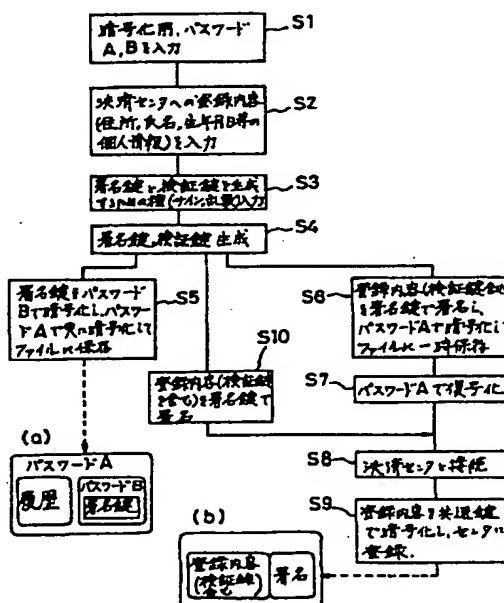 S1
暗号化用、パスワード
A,Bを入力
S2
決済センタへの登録内容
(住所,氏名,生年月日等の
個人情報)を入力
S3
署名鍵と検証鍵を生成
する為の種(サイン,乱数)入力
S4
署名鍵,検証鍵生成
S5
署名鍵をパスワード
Bで暗号化し,パスワー
ドAで更に暗号化して
ファイルに保存
S6
登録内容(検証鍵含む)
を署名鍵で署名し
パスワードAで暗号化し
ファイルに一時保存
S10
登録内容(検証鍵
を含む)を署名鍵で
署名
S7
パスワードAで復号化
(a)
パスワードA
履歴
パスワードB
署名鍵
S8
決済センタと接続
S9
登録内容を共通鍵
で暗号化し,センタに
登録.
(b)
登録内容
(検証鍵
含む)
署名